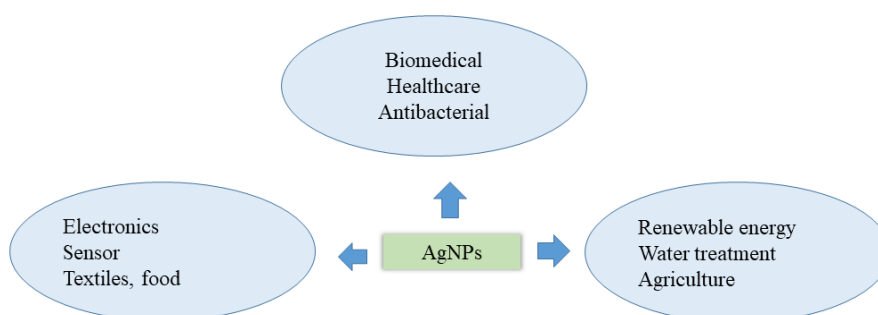 Biomedical
Healthcare
Antibacterial
Electronics
Sensor
Textiles, food
AgNPs
Renewable energy
Water treatment
Agriculture